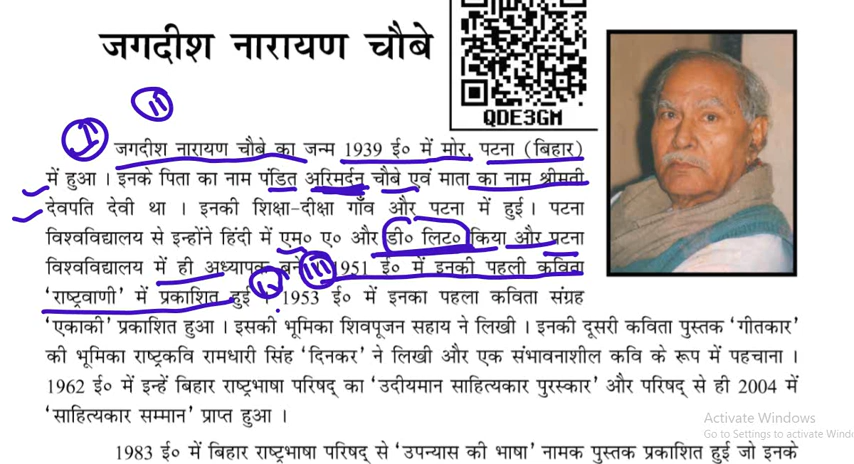 जगदीश नारायण चौबे
QDE3GM
जगदीश नारायण चौबे का जन्म 1939 ई० में मोर, पटना (बिहार)
में हुआ । इनके पिता का नाम पंडित अरिमर्दन चौबे एवं माता का नाम श्रीमती
देवपति देवी था । इनकी शिक्षा-दीक्षा गाँव और पटना में हुई । पटना
विश्वविद्यालय से इन्होंने हिंदी में एम० ए० और डी० लिट० किया और पटना
विश्वविद्यालय में ही अध्यापक बने 1951 ई० में इनकी पहली कविता
'राष्ट्रवाणी' में प्रकाशित हुई । 1953 ई० में इनका पहला कविता संग्रह
'एकाकी' प्रकाशित हुआ । इसकी भूमिका शिवपूजन सहाय ने लिखी । इनकी दूसरी कविता पुस्तक 'गीतकार'
की भूमिका राष्ट्रकवि रामधारी सिंह 'दिनकर' ने लिखी और एक संभावनाशील कवि के रूप में पहचाना ।
1962 ई० में इन्हें बिहार राष्ट्रभाषा परिषद् का 'उदीयमान साहित्यकार पुरस्कार' और परिषद् से ही 2004 में
'साहित्यकार सम्मान' प्राप्त हुआ ।
1983 ई० में बिहार राष्ट्रभाषा परिषद् से 'उपन्यास की भाषा' नामक पुस्तक प्रकाशित हुई जो इनके
Activate Windows
Go to Settings to activate Windo